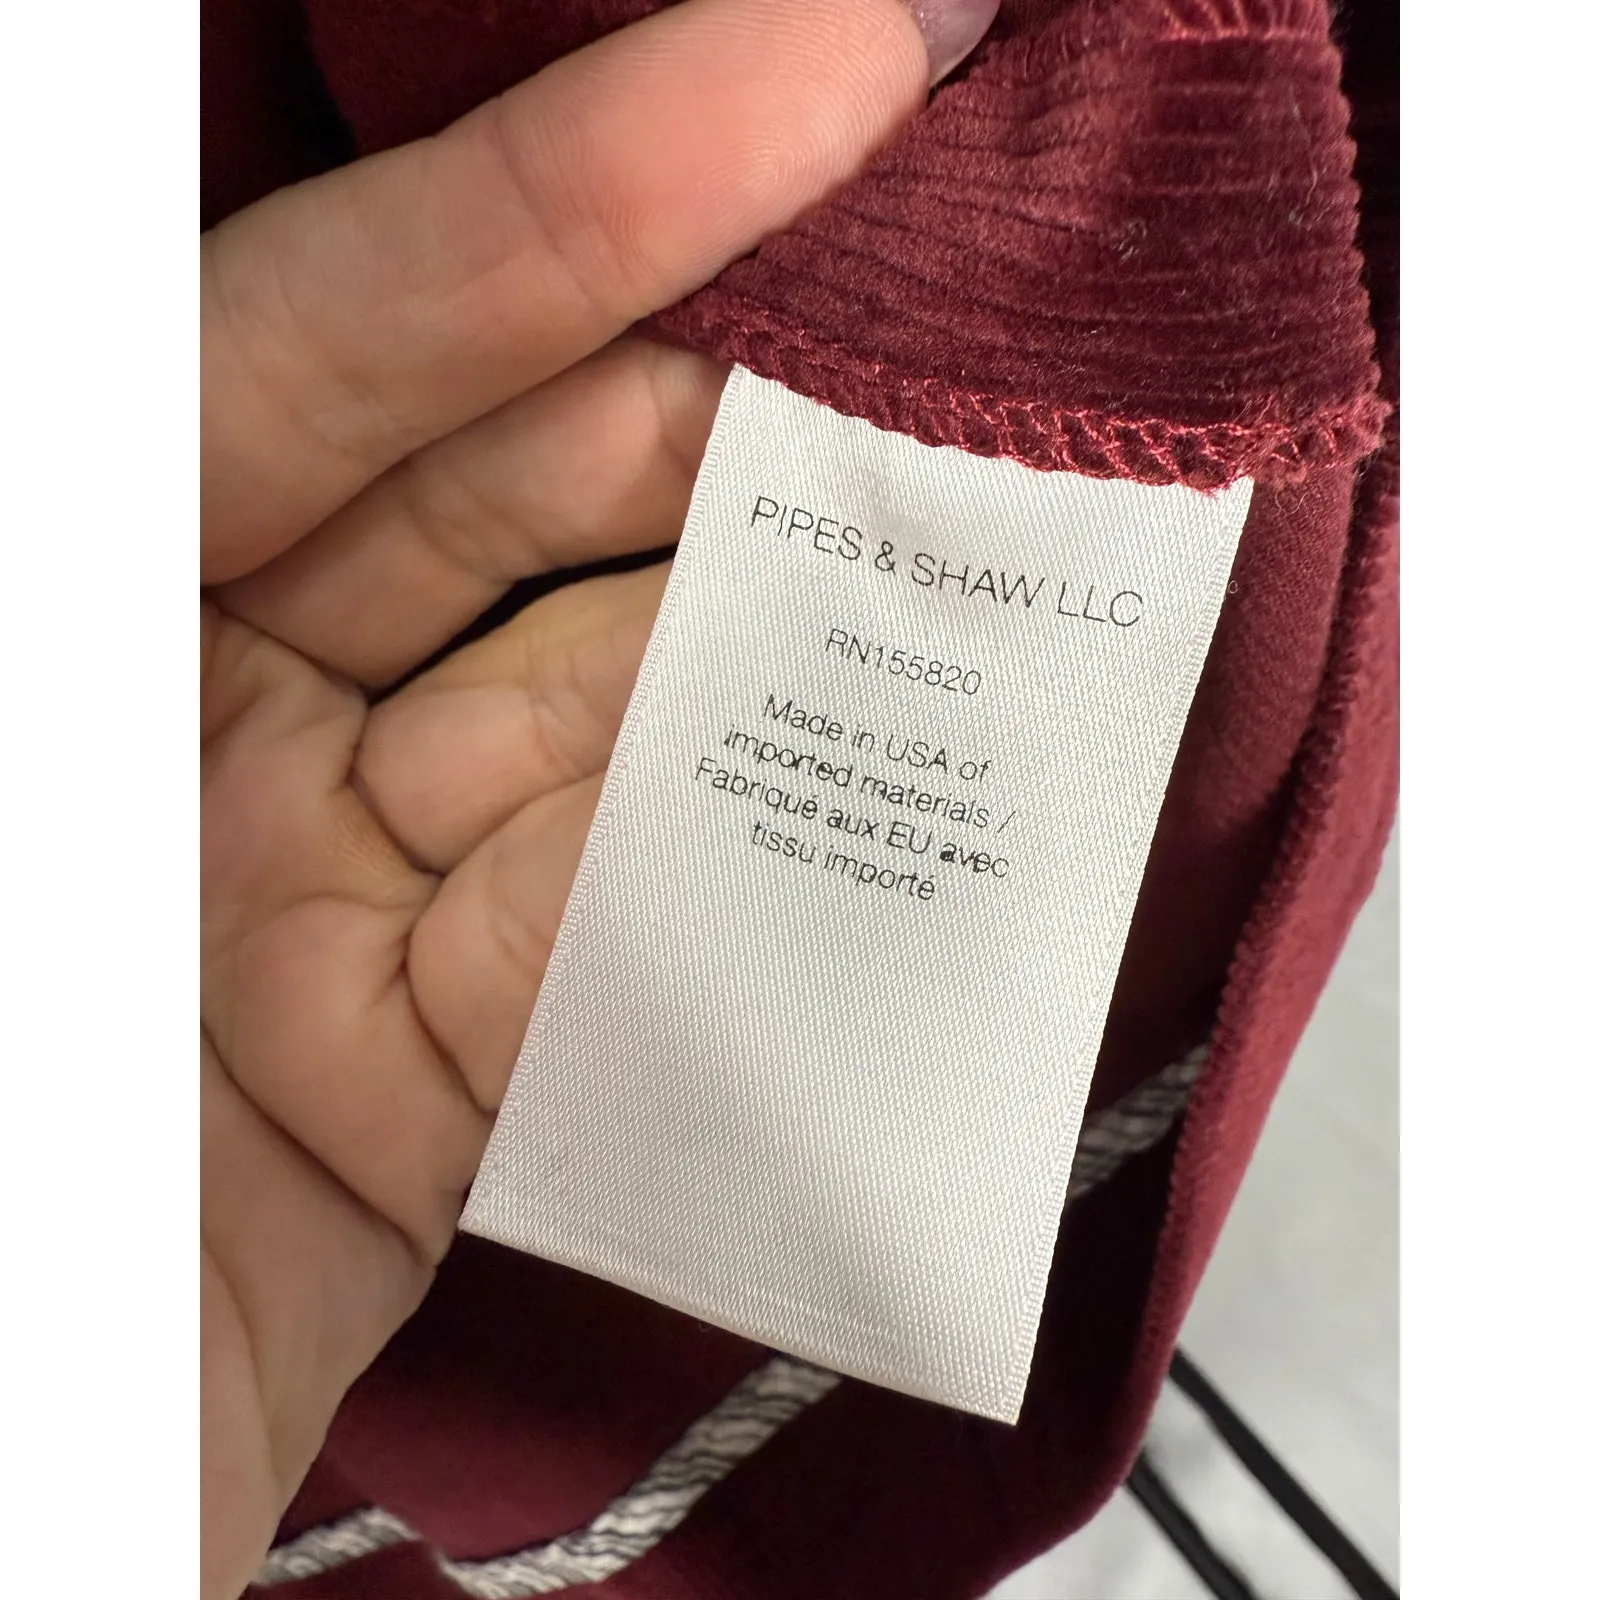 PIPES & SHAW LLC
RN155820
Made in USA of
imported materials /
Fabriqué aux EU avec
tissu importé